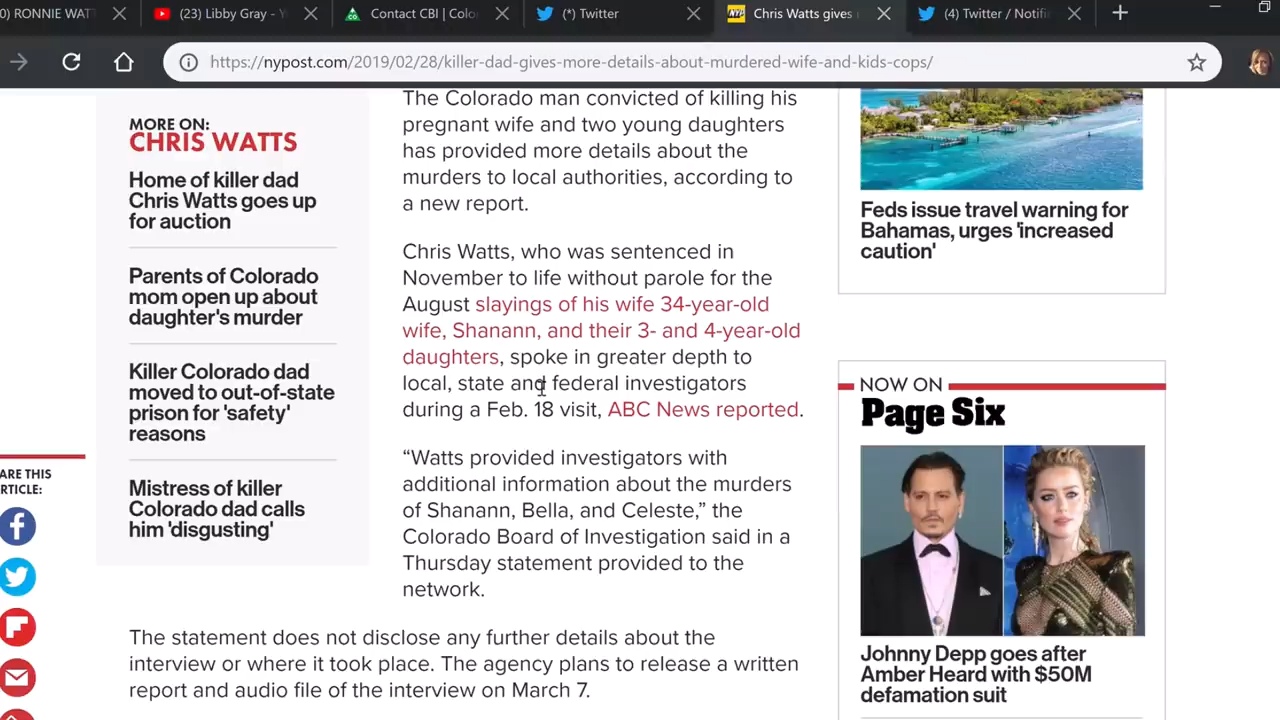 0) RONNIE WAT
(23) Libby Gray - Y
Contact CBI | Colo
(*) Twitter
Chris Watts gives
(4) Twitter / Notifi
https://nypost.com/2019/02/28/killer-dad-gives-more-details-about-murdered-wife-and-kids-cops/
MORE ON:
CHRIS WATTS
Home of killer dad
Chris Watts goes up
for auction
Parents of Colorado
mom open up about
daughter's murder
Killer Colorado dad
moved to out-of-state
prison for 'safety'
reasons
Mistress of killer
Colorado dad calls
him 'disgusting'
ARE THIS
ARTICLE:
The Colorado man convicted of killing his
pregnant wife and two young daughters
has provided more details about the
murders to local authorities, according to
a new report.
Chris Watts, who was sentenced in
November to life without parole for the
August slayings of his wife 34-year-old
wife, Shanann, and their 3- and 4-year-old
daughters, spoke in greater depth to
local, state and federal investigators
during a Feb. 18 visit, ABC News reported.
“Watts provided investigators with
additional information about the murders
of Shanann, Bella, and Celeste,” the
Colorado Board of Investigation said in a
Thursday statement provided to the
network.
The statement does not disclose any further details about the
interview or where it took place. The agency plans to release a written
report and audio file of the interview on March 7.
Feds issue travel warning for
Bahamas, urges 'increased
caution'
NOW ON
Page Six
Johnny Depp goes after
Amber Heard with $50M
defamation suit